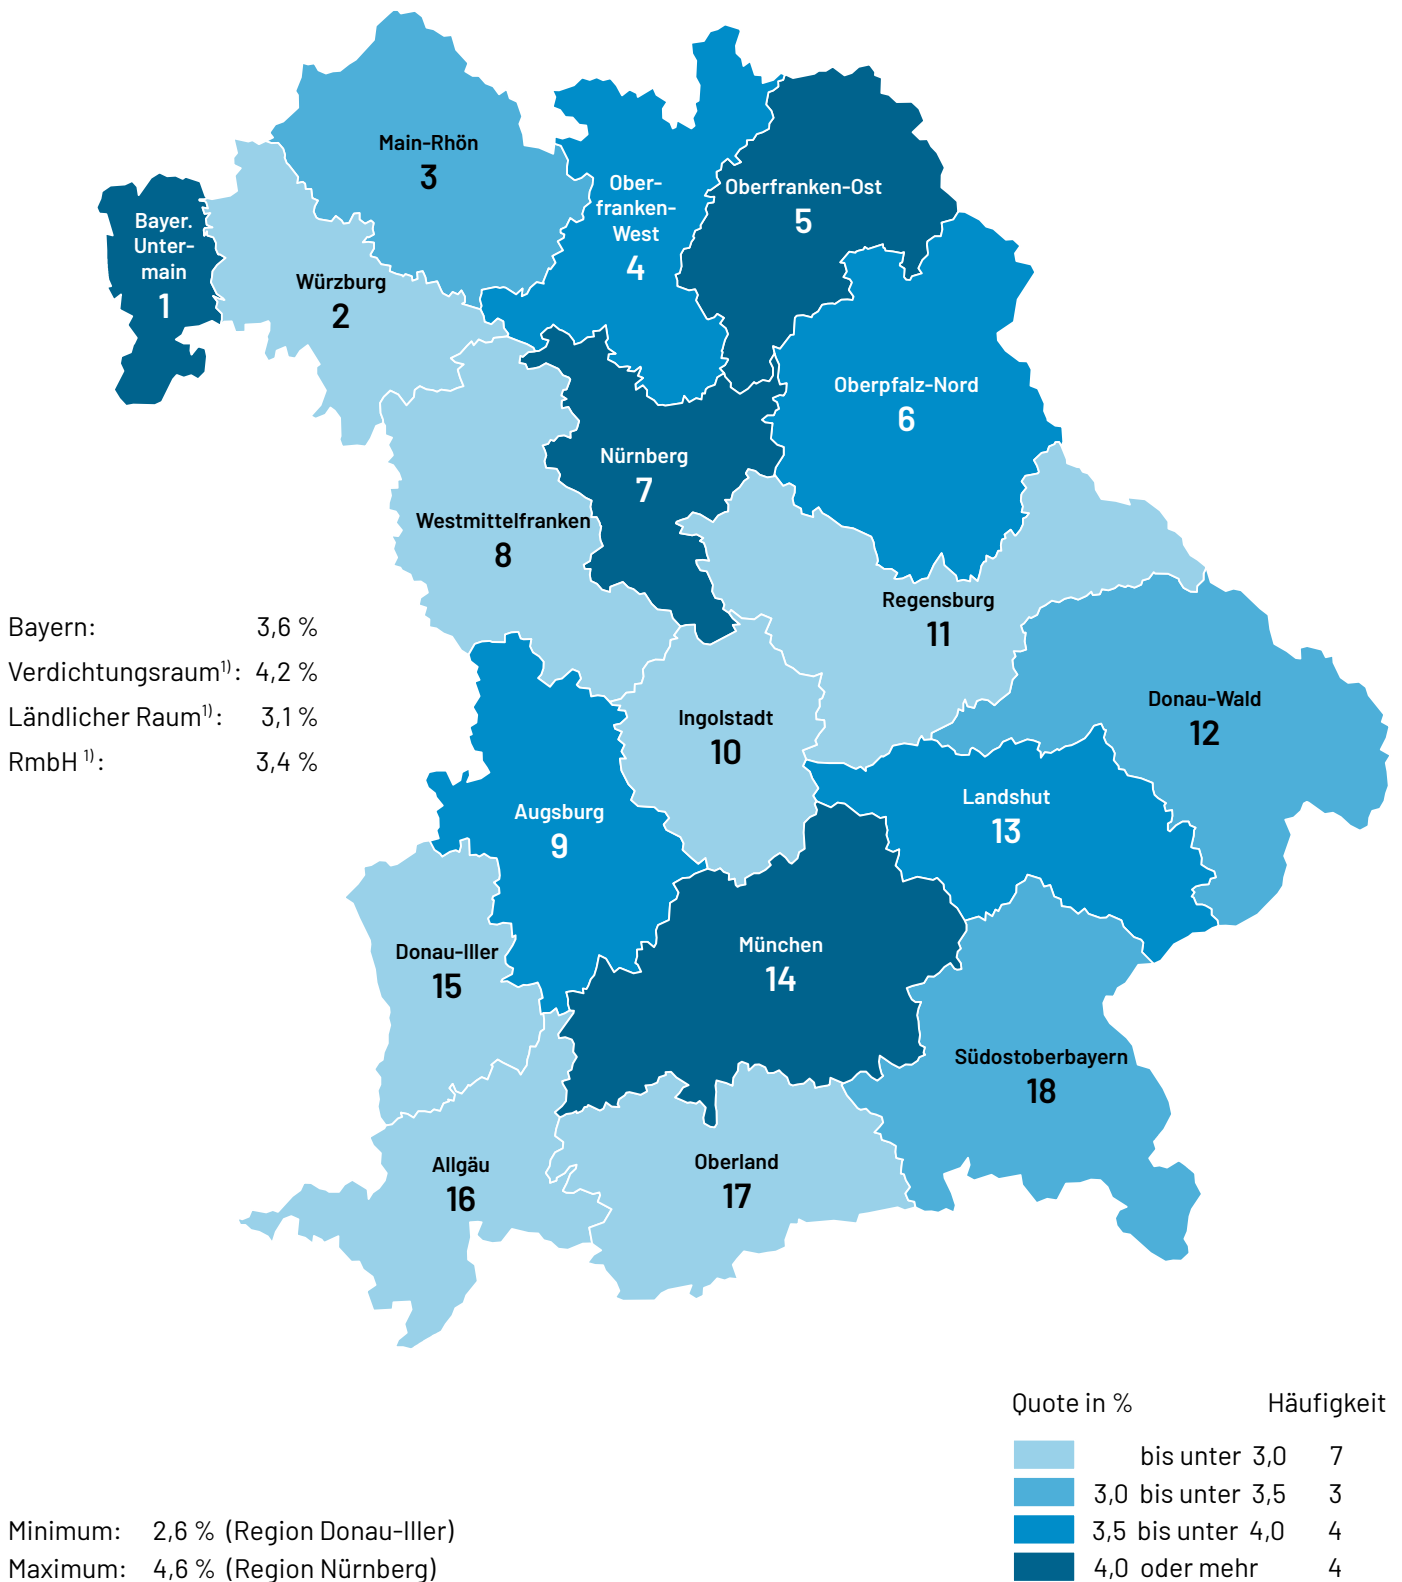 Main-Rhön
3
Ober-
franken-
West
4
Oberfranken-Ost
5
Bayer.
Unter-
main
1
Würzburg
2
Oberpfalz-Nord
6
Nürnberg
7
Westmittelfranken
8
Regensburg
11
Bayern: 3,6 %
Verdichtungsraum1): 4,2 %
Ländlicher Raum1): 3,1 %
RmbH 1): 3,4 %
Donau-Wald
12
Ingolstadt
10
Landshut
13
Augsburg
9
München
14
Donau-Iller
15
Südostoberbayern
18
Allgäu
16
Oberland
17
Quote in % Häufigkeit
bis unter 3,0 7
3,0 bis unter 3,5 3
3,5 bis unter 4,0 4
4,0 oder mehr 4
Minimum: 2,6 % (Region Donau-Iller)
Maximum: 4,6 % (Region Nürnberg)